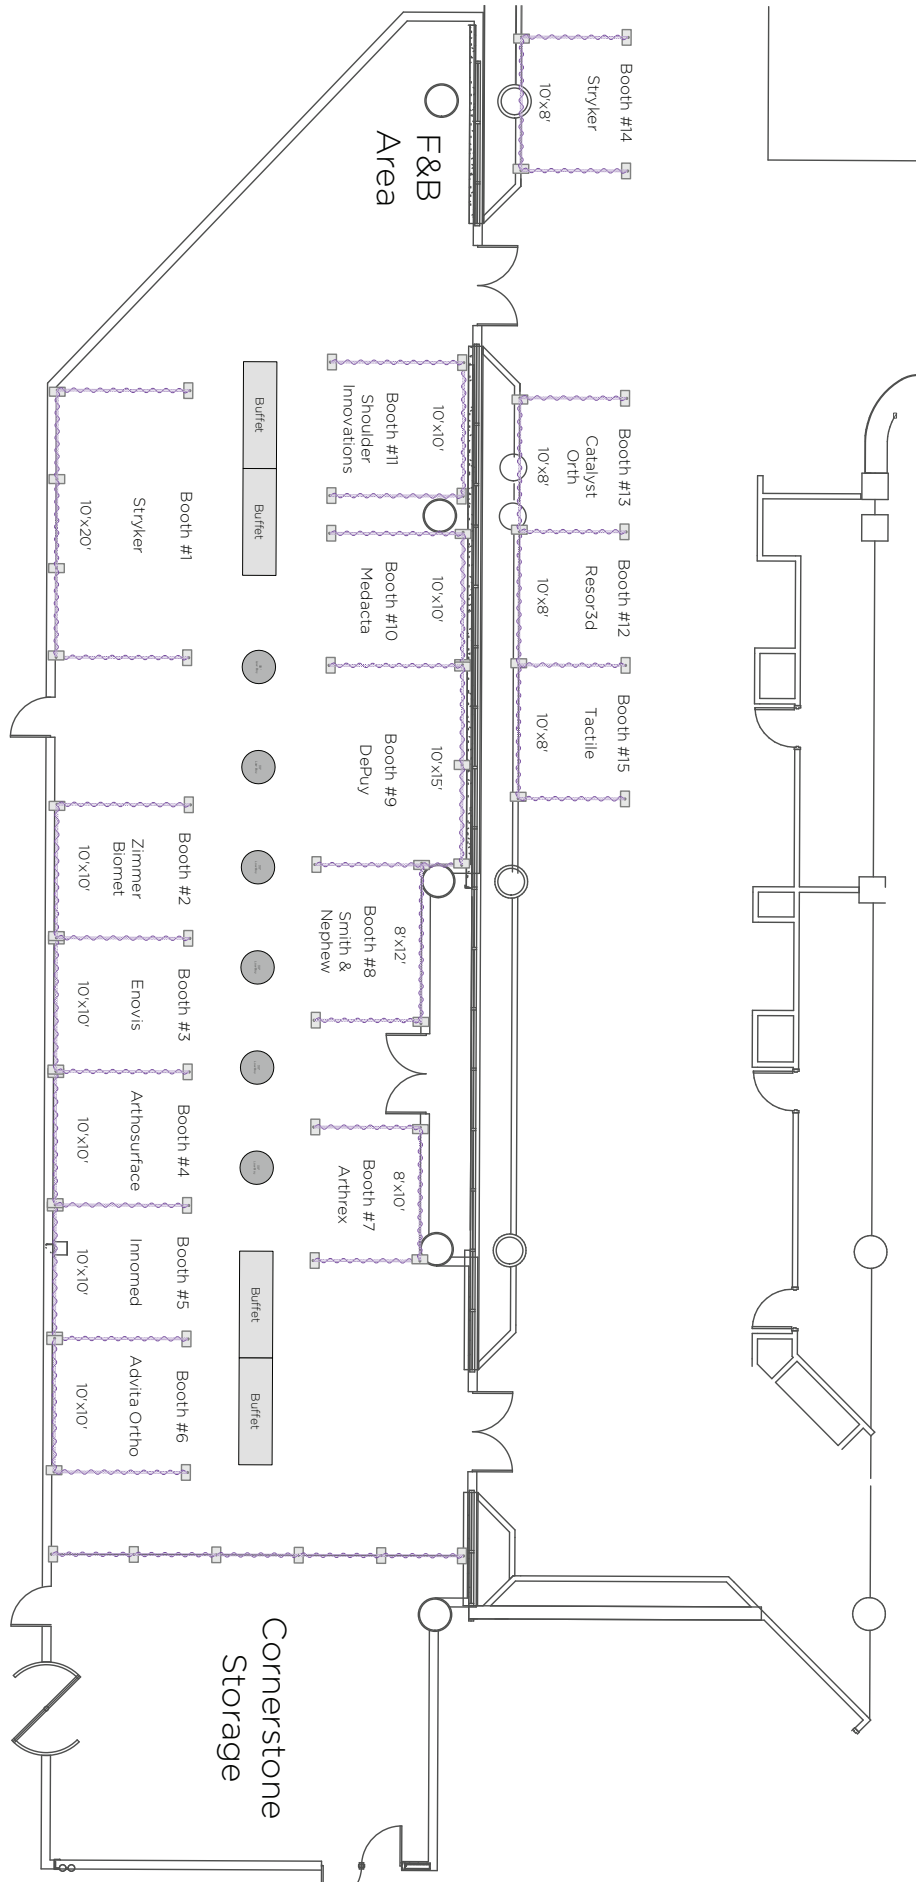 Booth #14
Stryker
10'x8'
F&B
Area
Booth #13
Catalyst
Orth
10'x8'
Booth #12
Resor3d
10'x8'
Booth #15
Tactile
10'x8'
10'x10'
Booth #11
Shoulder
Innovations
10'x10'
Booth #10
Medacta
10'x15'
Booth #9
DePuy
8'x12'
Booth #8
Smith &
Nephew
8'x10'
Booth #7
Arthrex
Buffet
Buffet
Buffet
Buffet
Booth #1
Stryker
10'x20'
Booth #2
Zimmer
Biomet
10'x10'
Booth #3
Enovis
10'x10'
Booth #4
Arthosurface
10'x10'
Booth #5
Innomed
10'x10'
Booth #6
Advita Ortho
10'x10'
Cornerstone
Storage